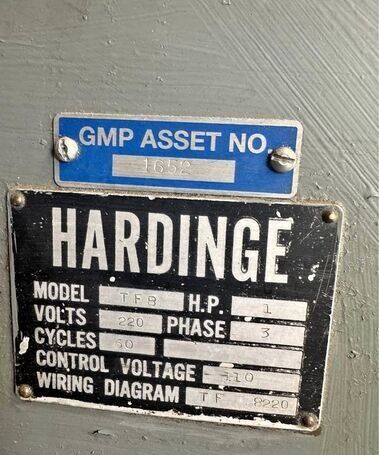 GMP ASSET NO.
1652
HARDINGE
MODEL TFB H.P. 1
VOLTS 220 PHASE 3
CYCLES 60
CONTROL VOLTAGE 110
WIRING DIAGRAM TF 8220